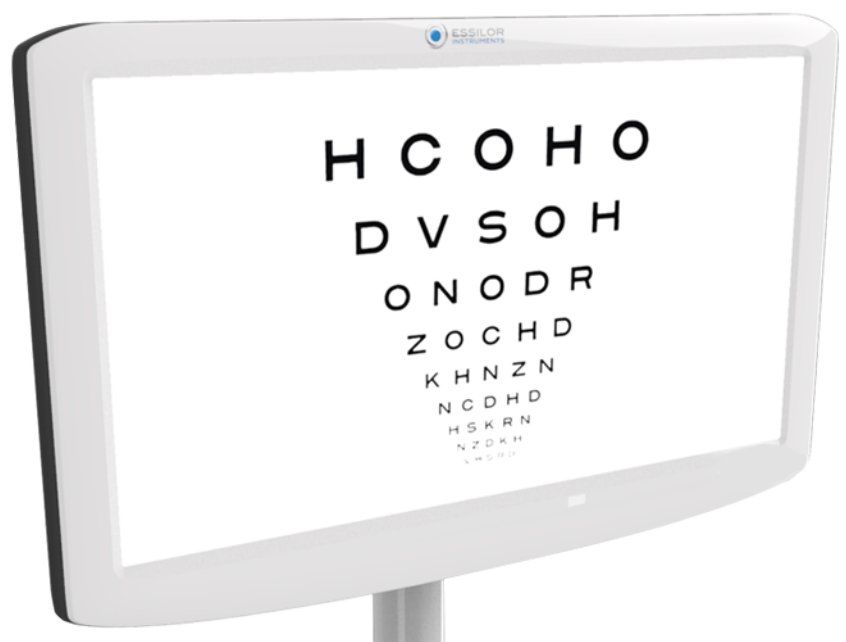 ESSILOR
INSTRUMENTS
H C O H O
D V S O H
O N O D R
Z O C H D
K H N Z N
N C D H D
H S K R N
N Z D K H